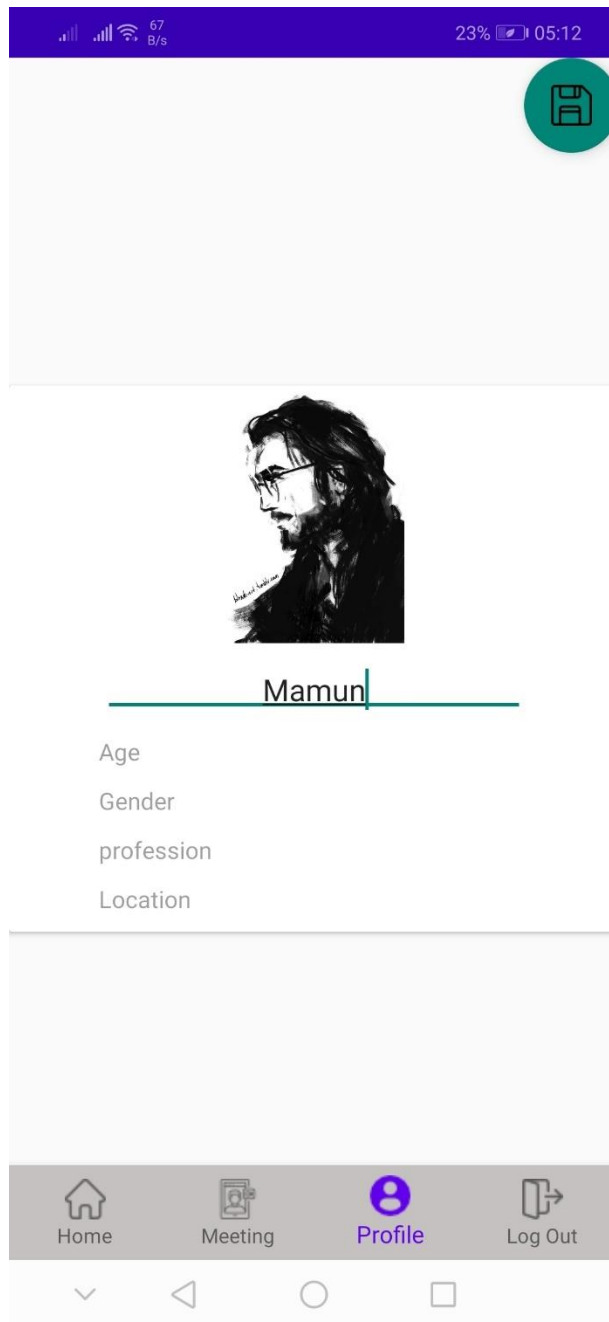 67
B/s
23% 05:12
Mamun
Age
Gender
profession
Location
Home Meeting Profile Log Out